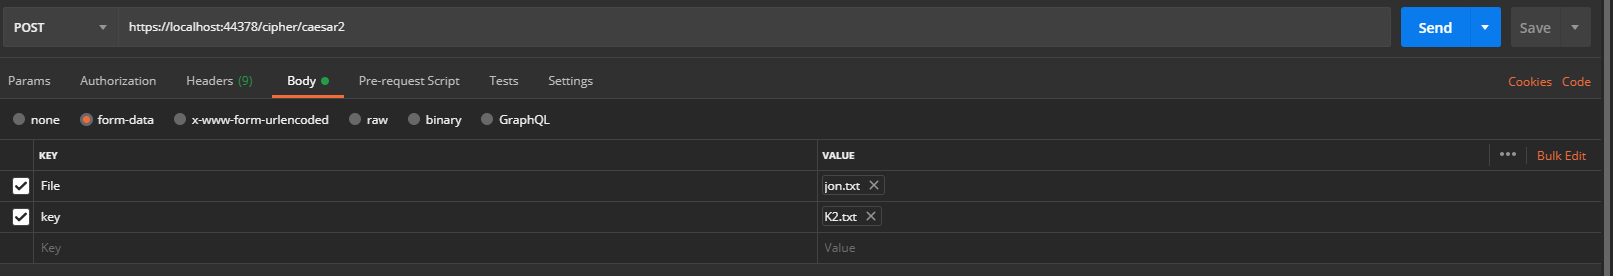 POST https://localhost:44378/cipher/caesar2 Send Save
Params Authorization Headers (9) Body Pre-request Script Tests Settings Cookies Code
none form-data x-www-form-urlencoded raw binary GraphQL
KEY VALUE ••• Bulk Edit
File jon.txt
key K2.txt
Key Value